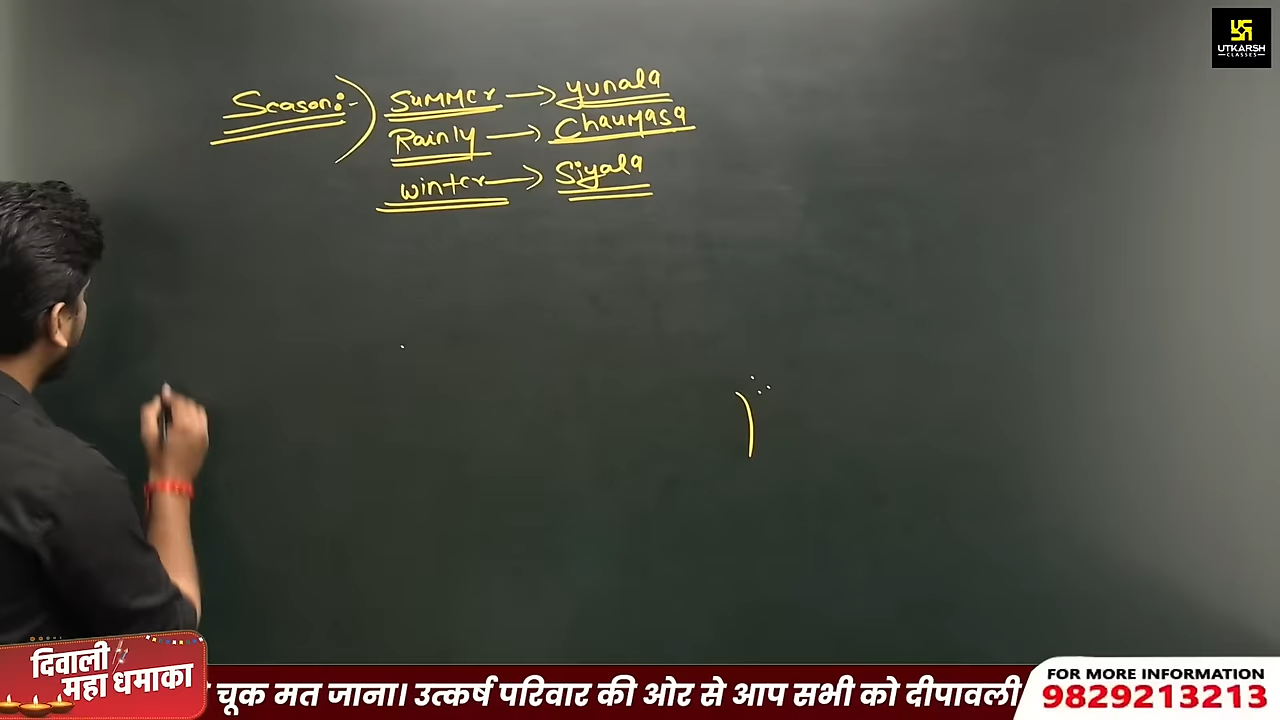 UTKARSH
CLASSES
Season:-
Summer → yunala
Rainly → Chaumasa
winter → Siyala
दिवाली
महा धमाका
चूक मत जाना। उत्कर्ष परिवार की ओर से आप सभी को दीपावली
FOR MORE INFORMATION
9829213213